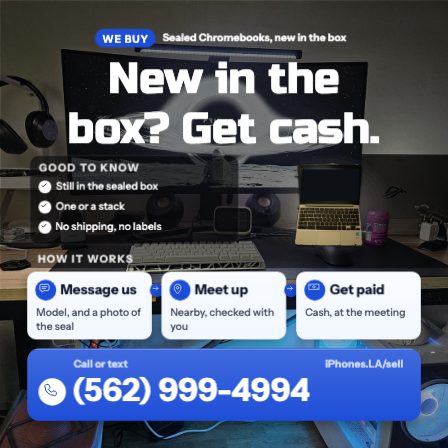 WE BUY Sealed Chromebooks, new in the box
New in the
box? Get cash.
GOOD TO KNOW
Still in the sealed box
One or a stack
No shipping, no labels
HOW IT WORKS
Message us
Model, and a photo of
the seal
Meet up
Nearby, checked with
you
Get paid
Cash, at the meeting
Call or text
iPhones.LA/sell
(562) 999-4994